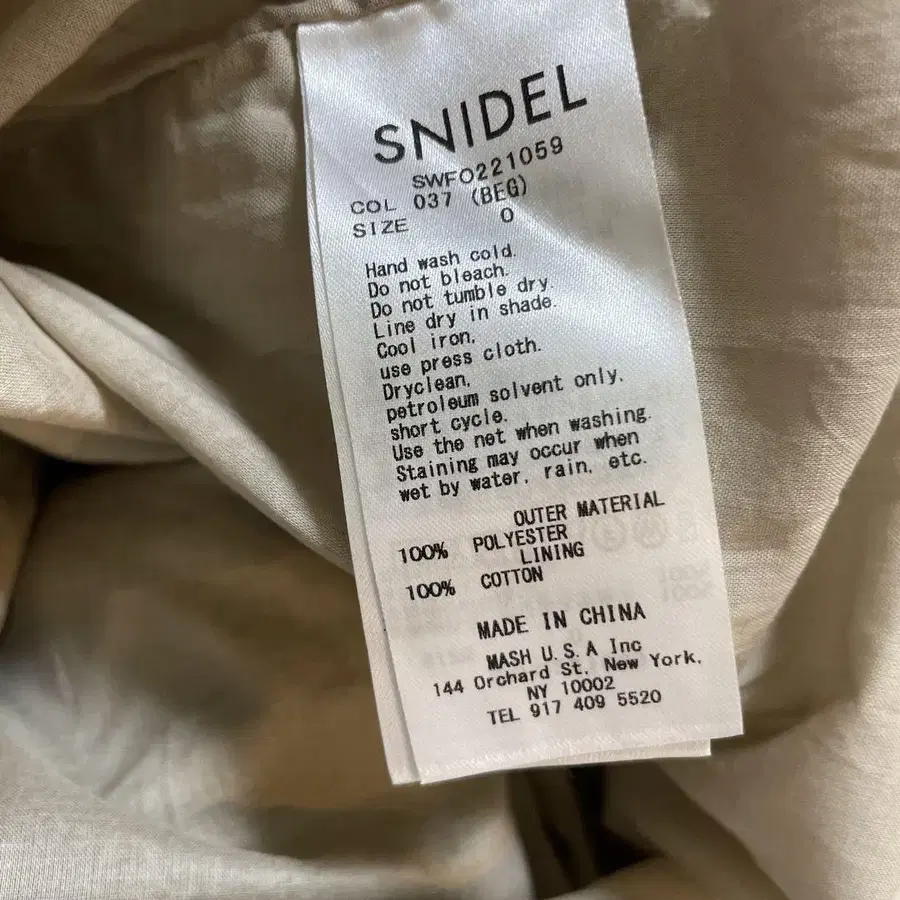 SNIDEL
SWFO221059
COL 037 (BEG)
SIZE 0
Hand wash cold.
Do not bleach.
Do not tumble dry.
Line dry in shade.
Cool iron.
use press cloth.
Dryclean.
petroleum solvent only.
short cycle.
Use the net when washing.
Staining may occur when
wet by water, rain, etc.
OUTER MATERIAL
100% POLYESTER
LINING
100% COTTON
MADE IN CHINA
MASH U.S.A Inc
144 Orchard St. New York,
NY 10002
TEL 917 409 5520